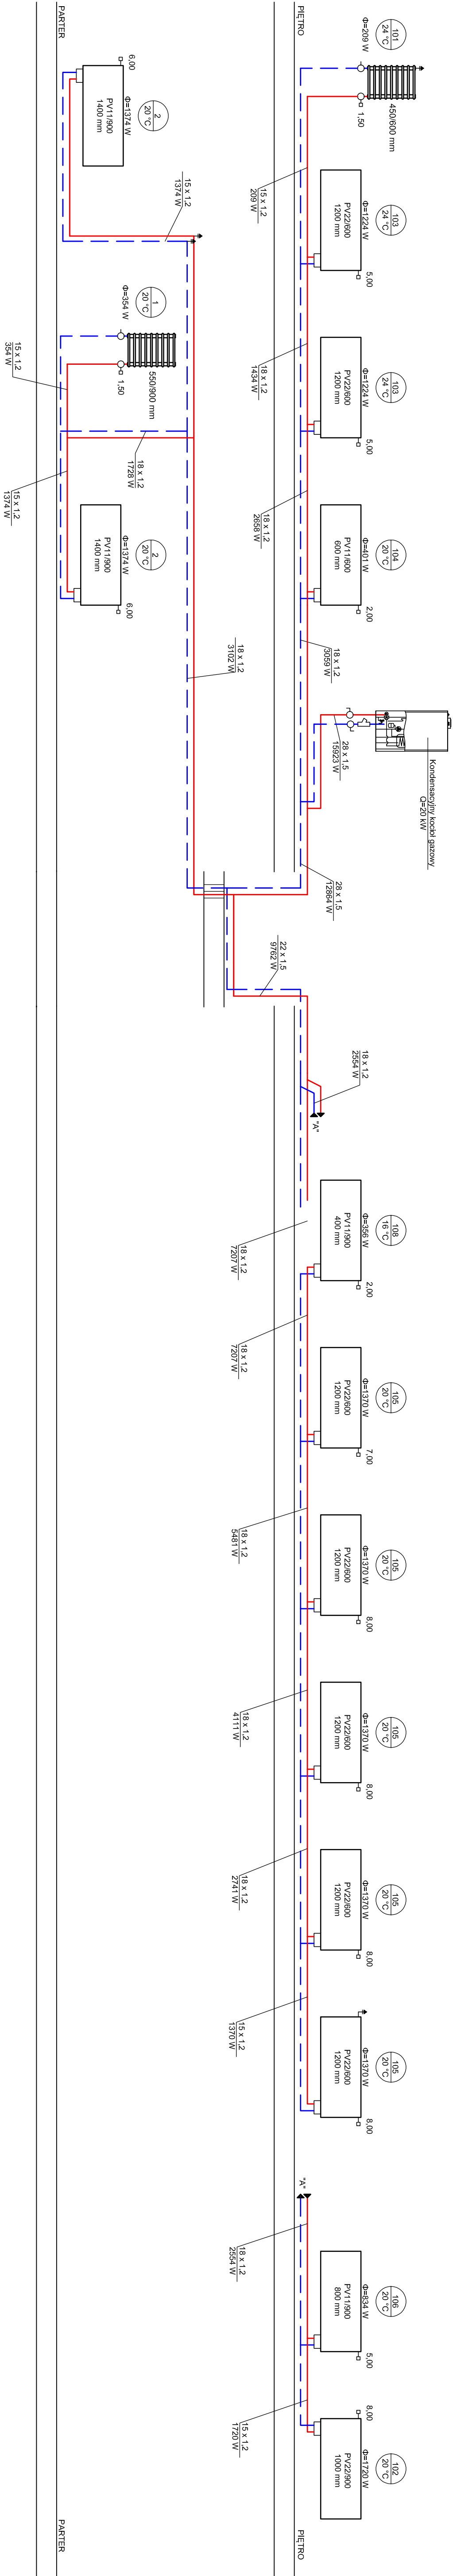 PIĘTRO
101
24 °C
Φ=209 W
450/600 mm
1,50
15 x 1,2
209 W
103
24 °C
Φ=1224 W
PV22/600
1200 mm
5,00
18 x 1,2
1434 W
103
24 °C
Φ=1224 W
PV22/600
1200 mm
5,00
18 x 1,2
2658 W
104
20 °C
Φ=401 W
PV11/600
600 mm
2,00
18 x 1,2
3059 W
Kondensacyjny kocioł gazowy
Q=20 kW
28 x 1,5
15923 W
28 x 1,5
12864 W
22 x 1,5
9762 W
18 x 1,2
2554 W
"A"
108
16 °C
Φ=356 W
PV11/900
400 mm
2,00
18 x 1,2
7207 W
18 x 1,2
7207 W
105
20 °C
Φ=1370 W
PV22/600
1200 mm
7,00
18 x 1,2
5481 W
105
20 °C
Φ=1370 W
PV22/600
1200 mm
8,00
18 x 1,2
4111 W
105
20 °C
Φ=1370 W
PV22/600
1200 mm
8,00
18 x 1,2
2741 W
105
20 °C
Φ=1370 W
PV22/600
1200 mm
8,00
15 x 1,2
1370 W
105
20 °C
Φ=1370 W
PV22/600
1200 mm
8,00
"A"
18 x 1,2
2554 W
106
20 °C
Φ=834 W
PV11/900
800 mm
5,00
15 x 1,2
1720 W
102
20 °C
Φ=1720 W
PV22/900
1000 mm
8,00
PIĘTRO
PARTER
6,00
2
20 °C
Φ=1374 W
PV11/900
1400 mm
15 x 1,2
1374 W
1
20 °C
Φ=354 W
550/900 mm
1,50
15 x 1,2
354 W
18 x 1,2
1728 W
15 x 1,2
1374 W
2
20 °C
Φ=1374 W
PV11/900
1400 mm
6,00
18 x 1,2
3102 W
PARTER